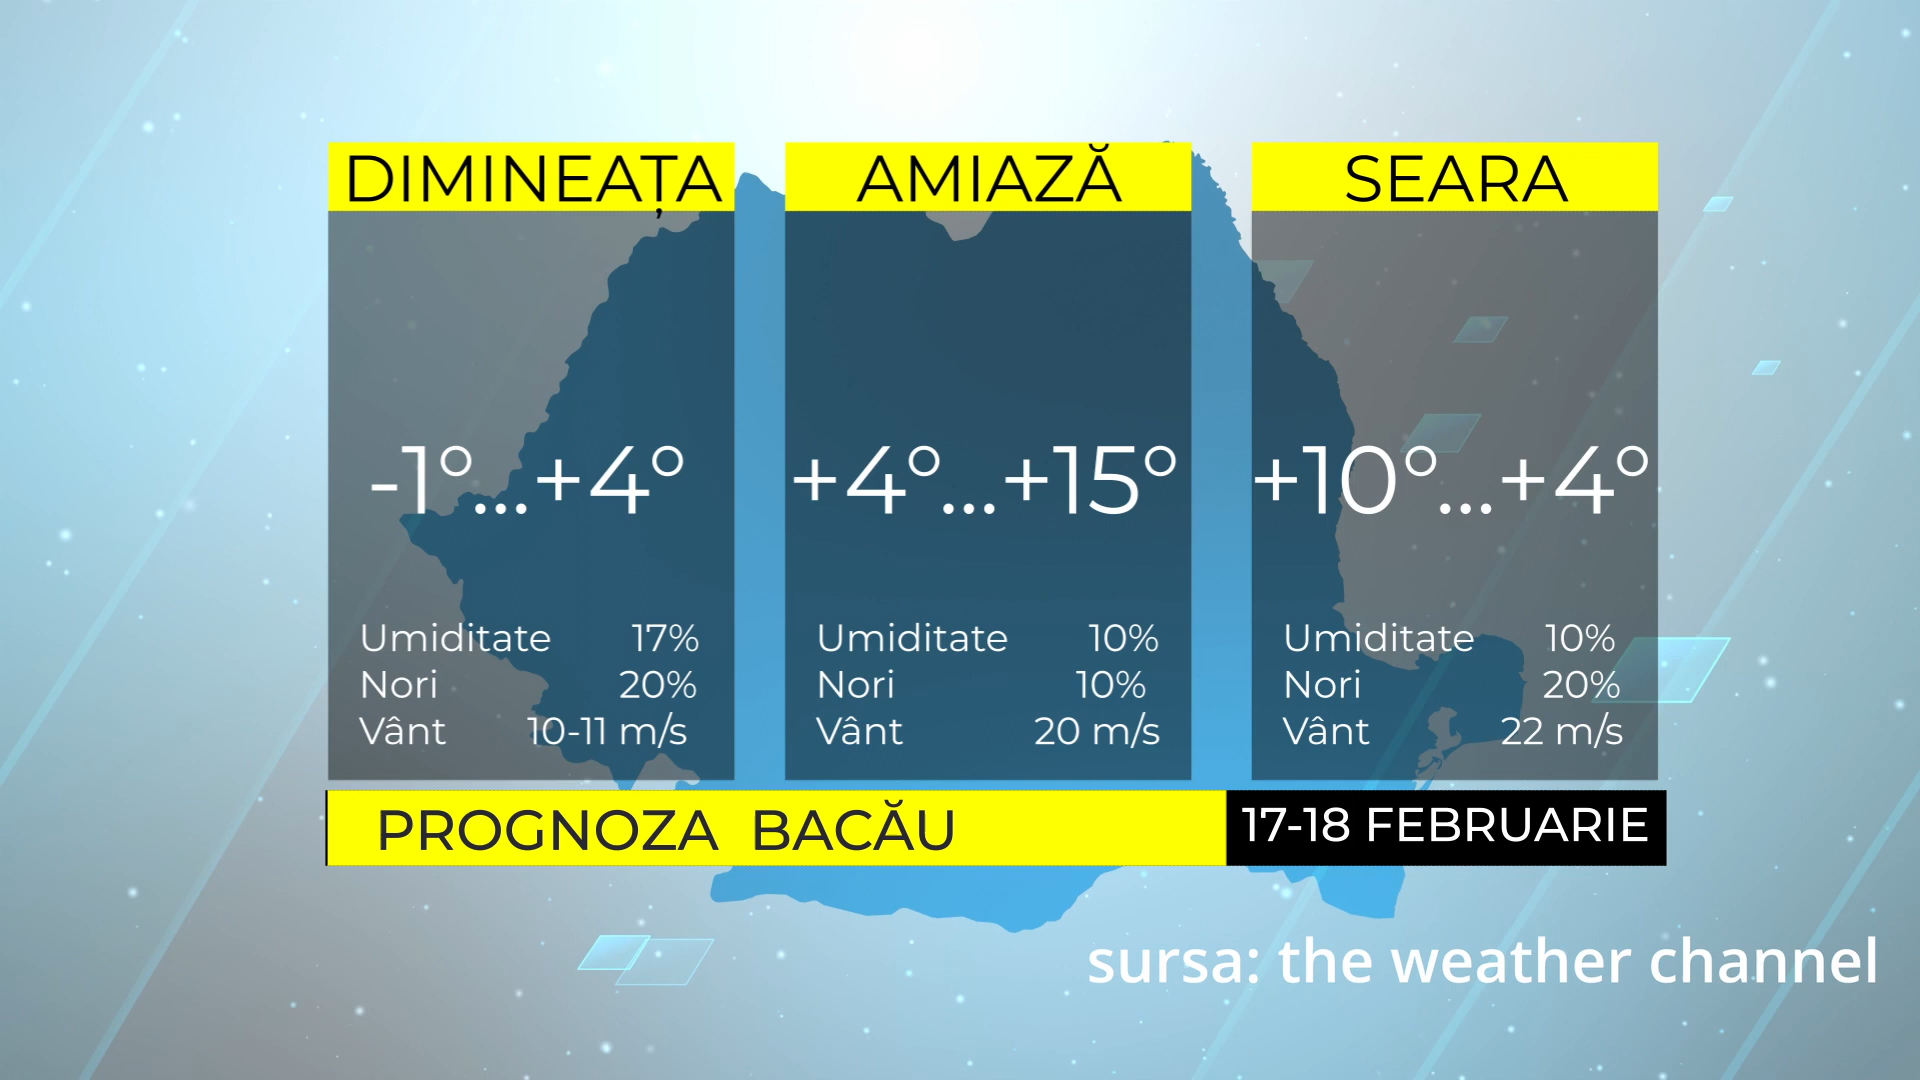 DIMINEAȚA
-1°...+4°
Umiditate 17%
Nori 20%
Vânt 10-11 m/s
AMIAZĂ
+4°...+15°
Umiditate 10%
Nori 10%
Vânt 20 m/s
SEARA
+10°...+4°
Umiditate 10%
Nori 20%
Vânt 22 m/s
PROGNOZA BACĂU
17-18 FEBRUARIE
sursa: the weather channel